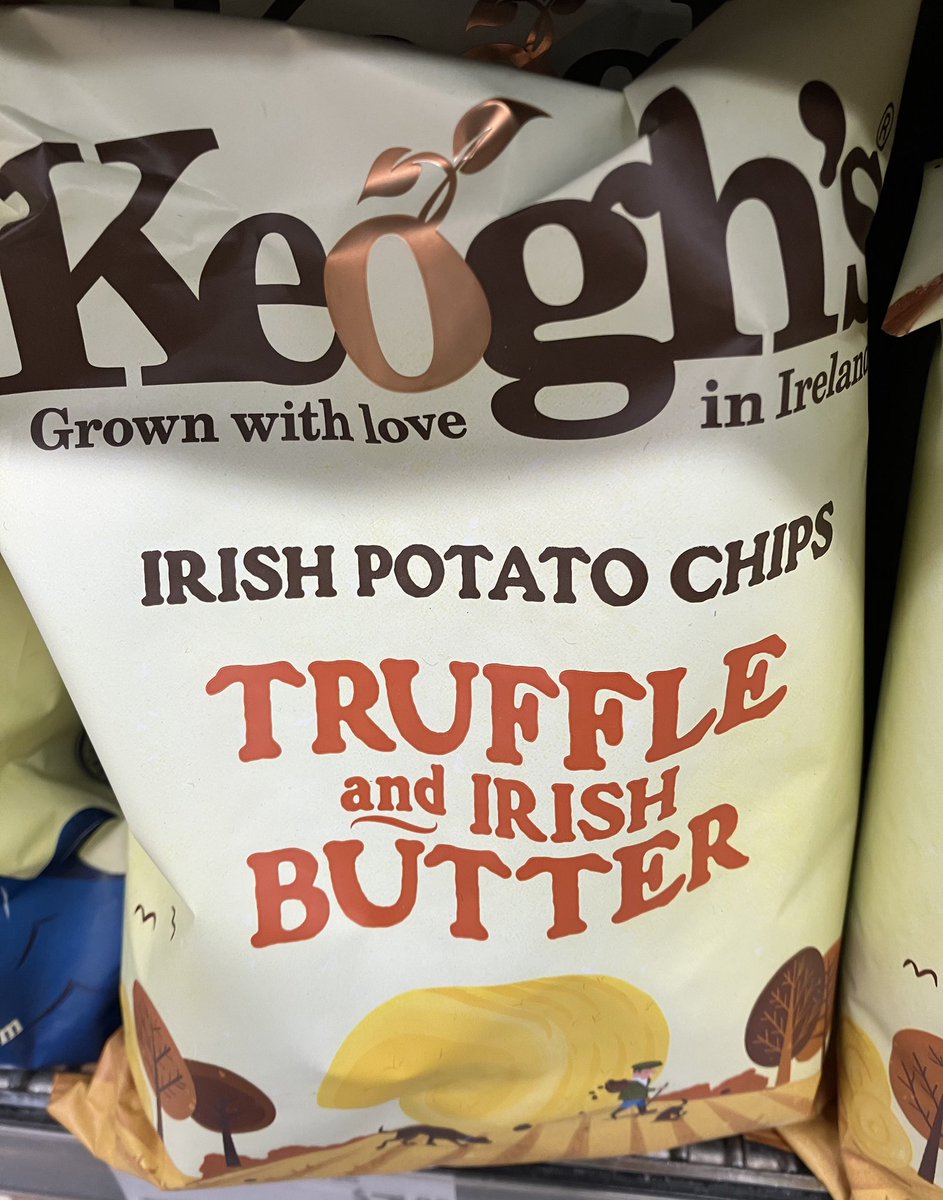 Keogh's®
Grown with love in Ireland
IRISH POTATO CHIPS
TRUFFLE
and IRISH
BUTTER